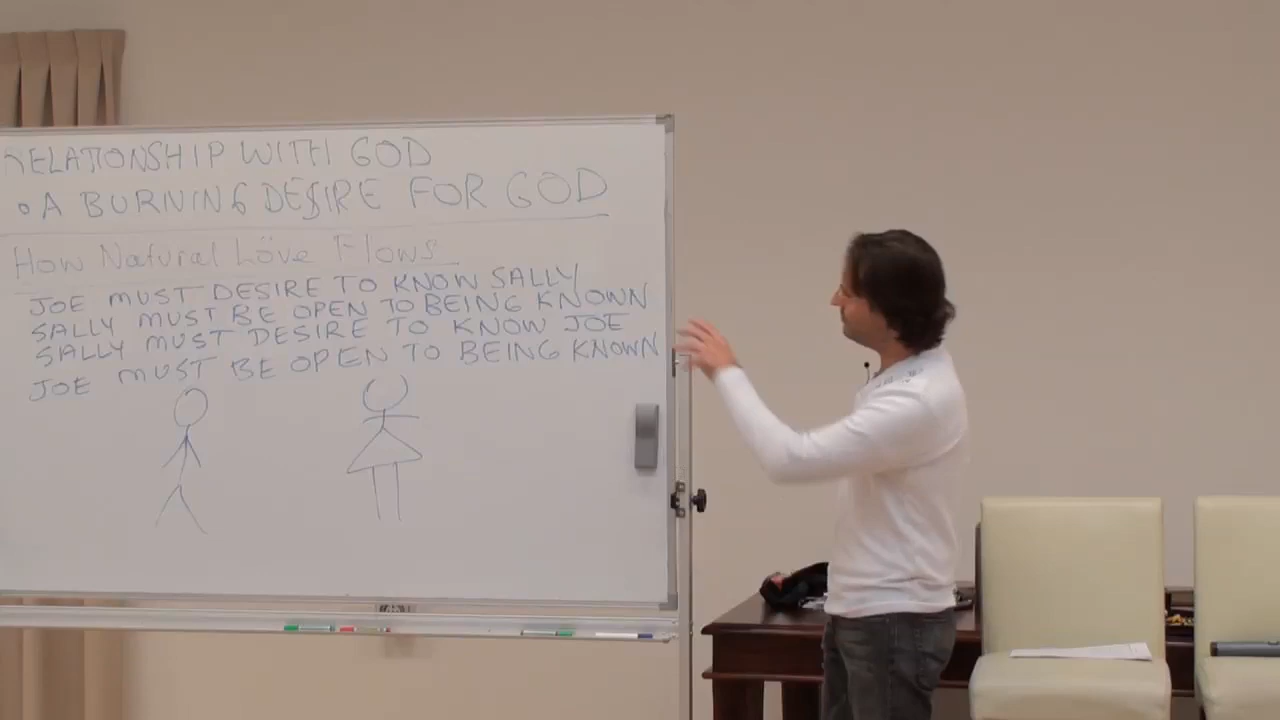 RELATIONSHIP WITH GOD
• A BURNING DESIRE FOR GOD
How Natural Love Flows
JOE MUST DESIRE TO KNOW SALLY
SALLY MUST BE OPEN TO BEING KNOWN
SALLY MUST DESIRE TO KNOW JOE
JOE MUST BE OPEN TO BEING KNOWN